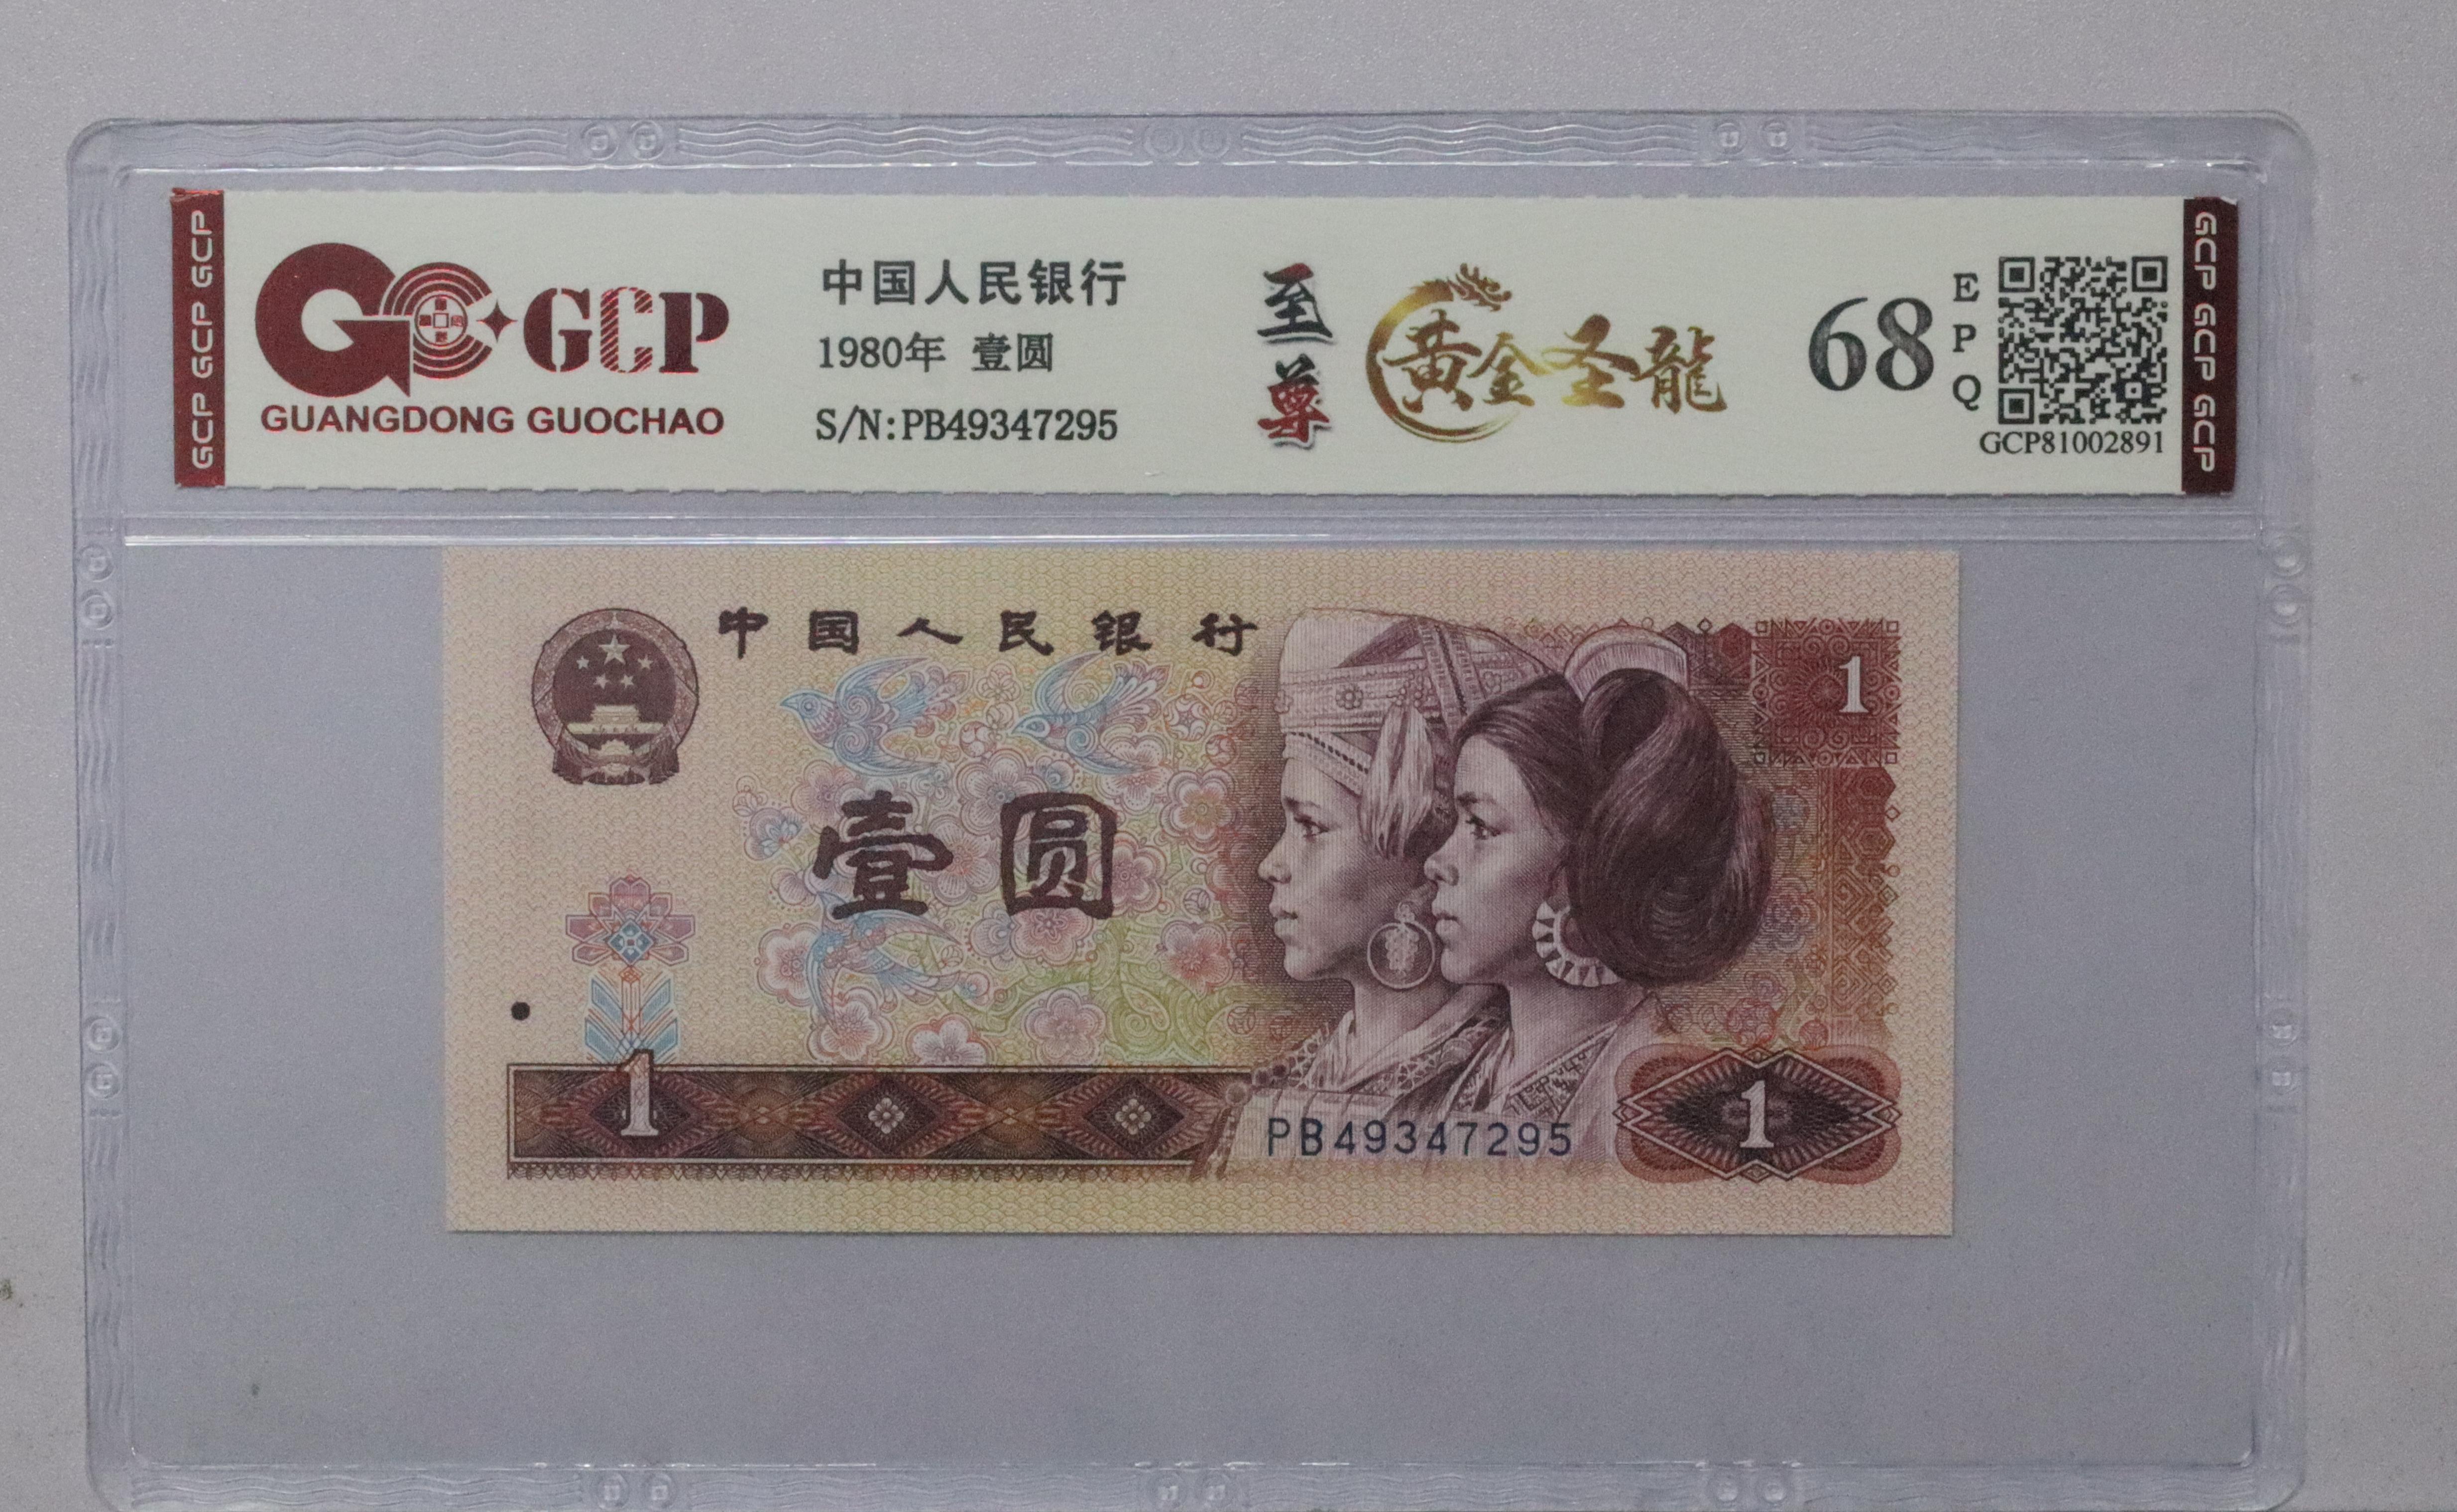 GCP GCP GCP
GCP
GUANGDONG GUOCHAO
中国人民银行
1980年 壹圆
S/N:PB49347295
至尊
黄金圣龍
68
EPQ
GCP81002891
GCP GCP GCP
中国人民银行
1
壹圆
1
PB49347295
1